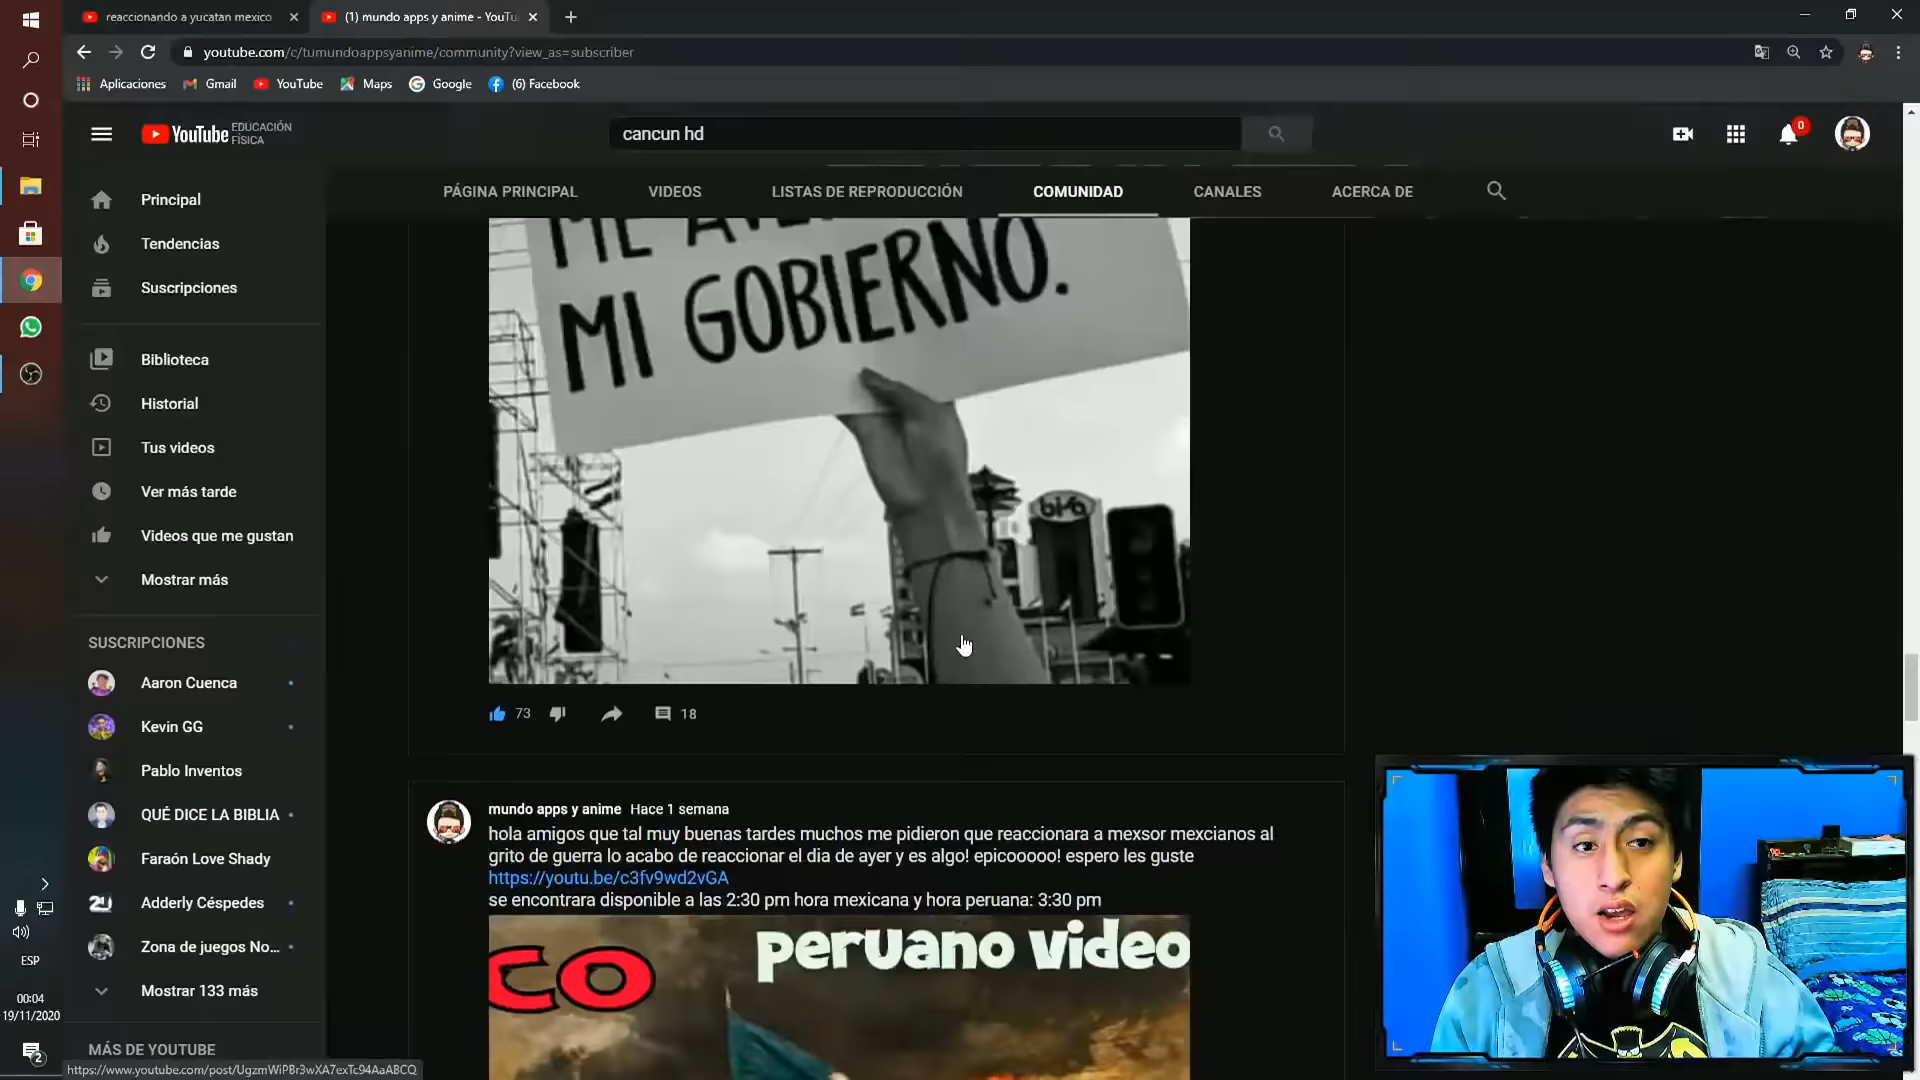 reaccionando a yucatan mexico
(1) mundo apps y anime - YouTu
youtube.com/c/tumundoappsyanime/community?view_as=subscriber
Aplicaciones
Gmail
YouTube
Maps
Google
(6) Facebook
YouTube
EDUCACIÓN
FÍSICA
cancun hd
0
PÁGINA PRINCIPAL
VIDEOS
LISTAS DE REPRODUCCIÓN
COMUNIDAD
CANALES
ACERCA DE
Principal
Tendencias
Suscripciones
Biblioteca
Historial
Tus videos
Ver más tarde
Videos que me gustan
Mostrar más
SUSCRIPCIONES
Aaron Cuenca
Kevin GG
Pablo Inventos
QUÉ DICE LA BIBLIA
Faraón Love Shady
Adderly Céspedes
Zona de juegos No...
Mostrar 133 más
MÁS DE YOUTUBE
ME
MI GOBIERNO.
73
18
mundo apps y anime Hace 1 semana
hola amigos que tal muy buenas tardes muchos me pidieron que reaccionara a mexsor mexcianos al
grito de guerra lo acabo de reaccionar el dia de ayer y es algo! epicooooo! espero les guste
https://youtu.be/c3fv9wd2vGA
se encontrara disponible a las 2:30 pm hora mexicana y hora peruana: 3:30 pm
CO
peruano video
ESP
00:04
19/11/2020
2
https://www.youtube.com/post/UgzmWiPBr3wXA7exTc94AaABCQ